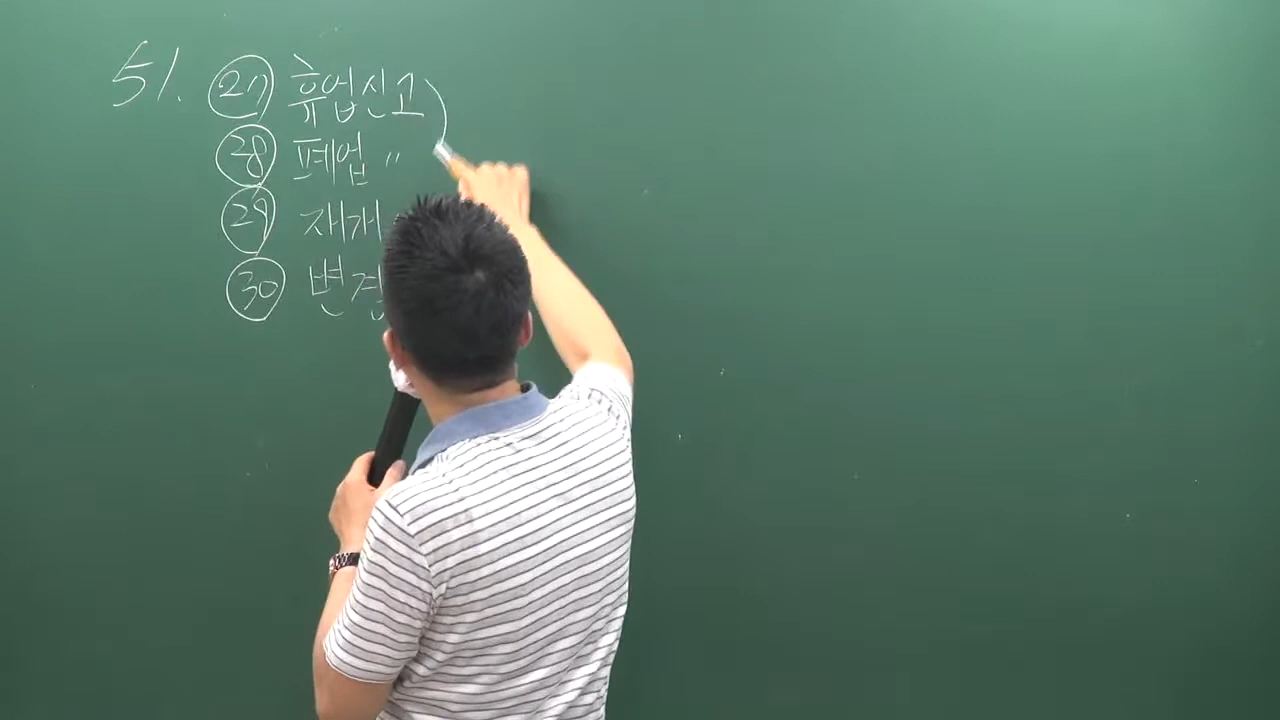 51. ㉗ 휴업신고
㉘ 폐업 〃
㉙ 재개
㉚ 변경